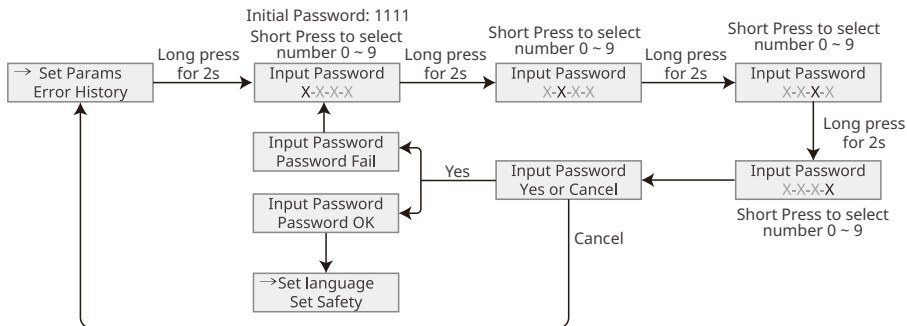 Initial Password: 1111
Short Press to select
number 0 ~ 9
Short Press to select
number 0 ~ 9
Short Press to select
number 0 ~ 9
→ Set Params
Error History
Long press
for 2s
Input Password
X-X-X-X
Long press
for 2s
Input Password
X-X-X-X
Long press
for 2s
Input Password
X-X-X-X
Long press
for 2s
Input Password
Password Fail
Yes
Input Password
Yes or Cancel
Input Password
X-X-X-X
Short Press to select
number 0 ~ 9
Input Password
Password OK
Cancel
→Set language
Set Safety